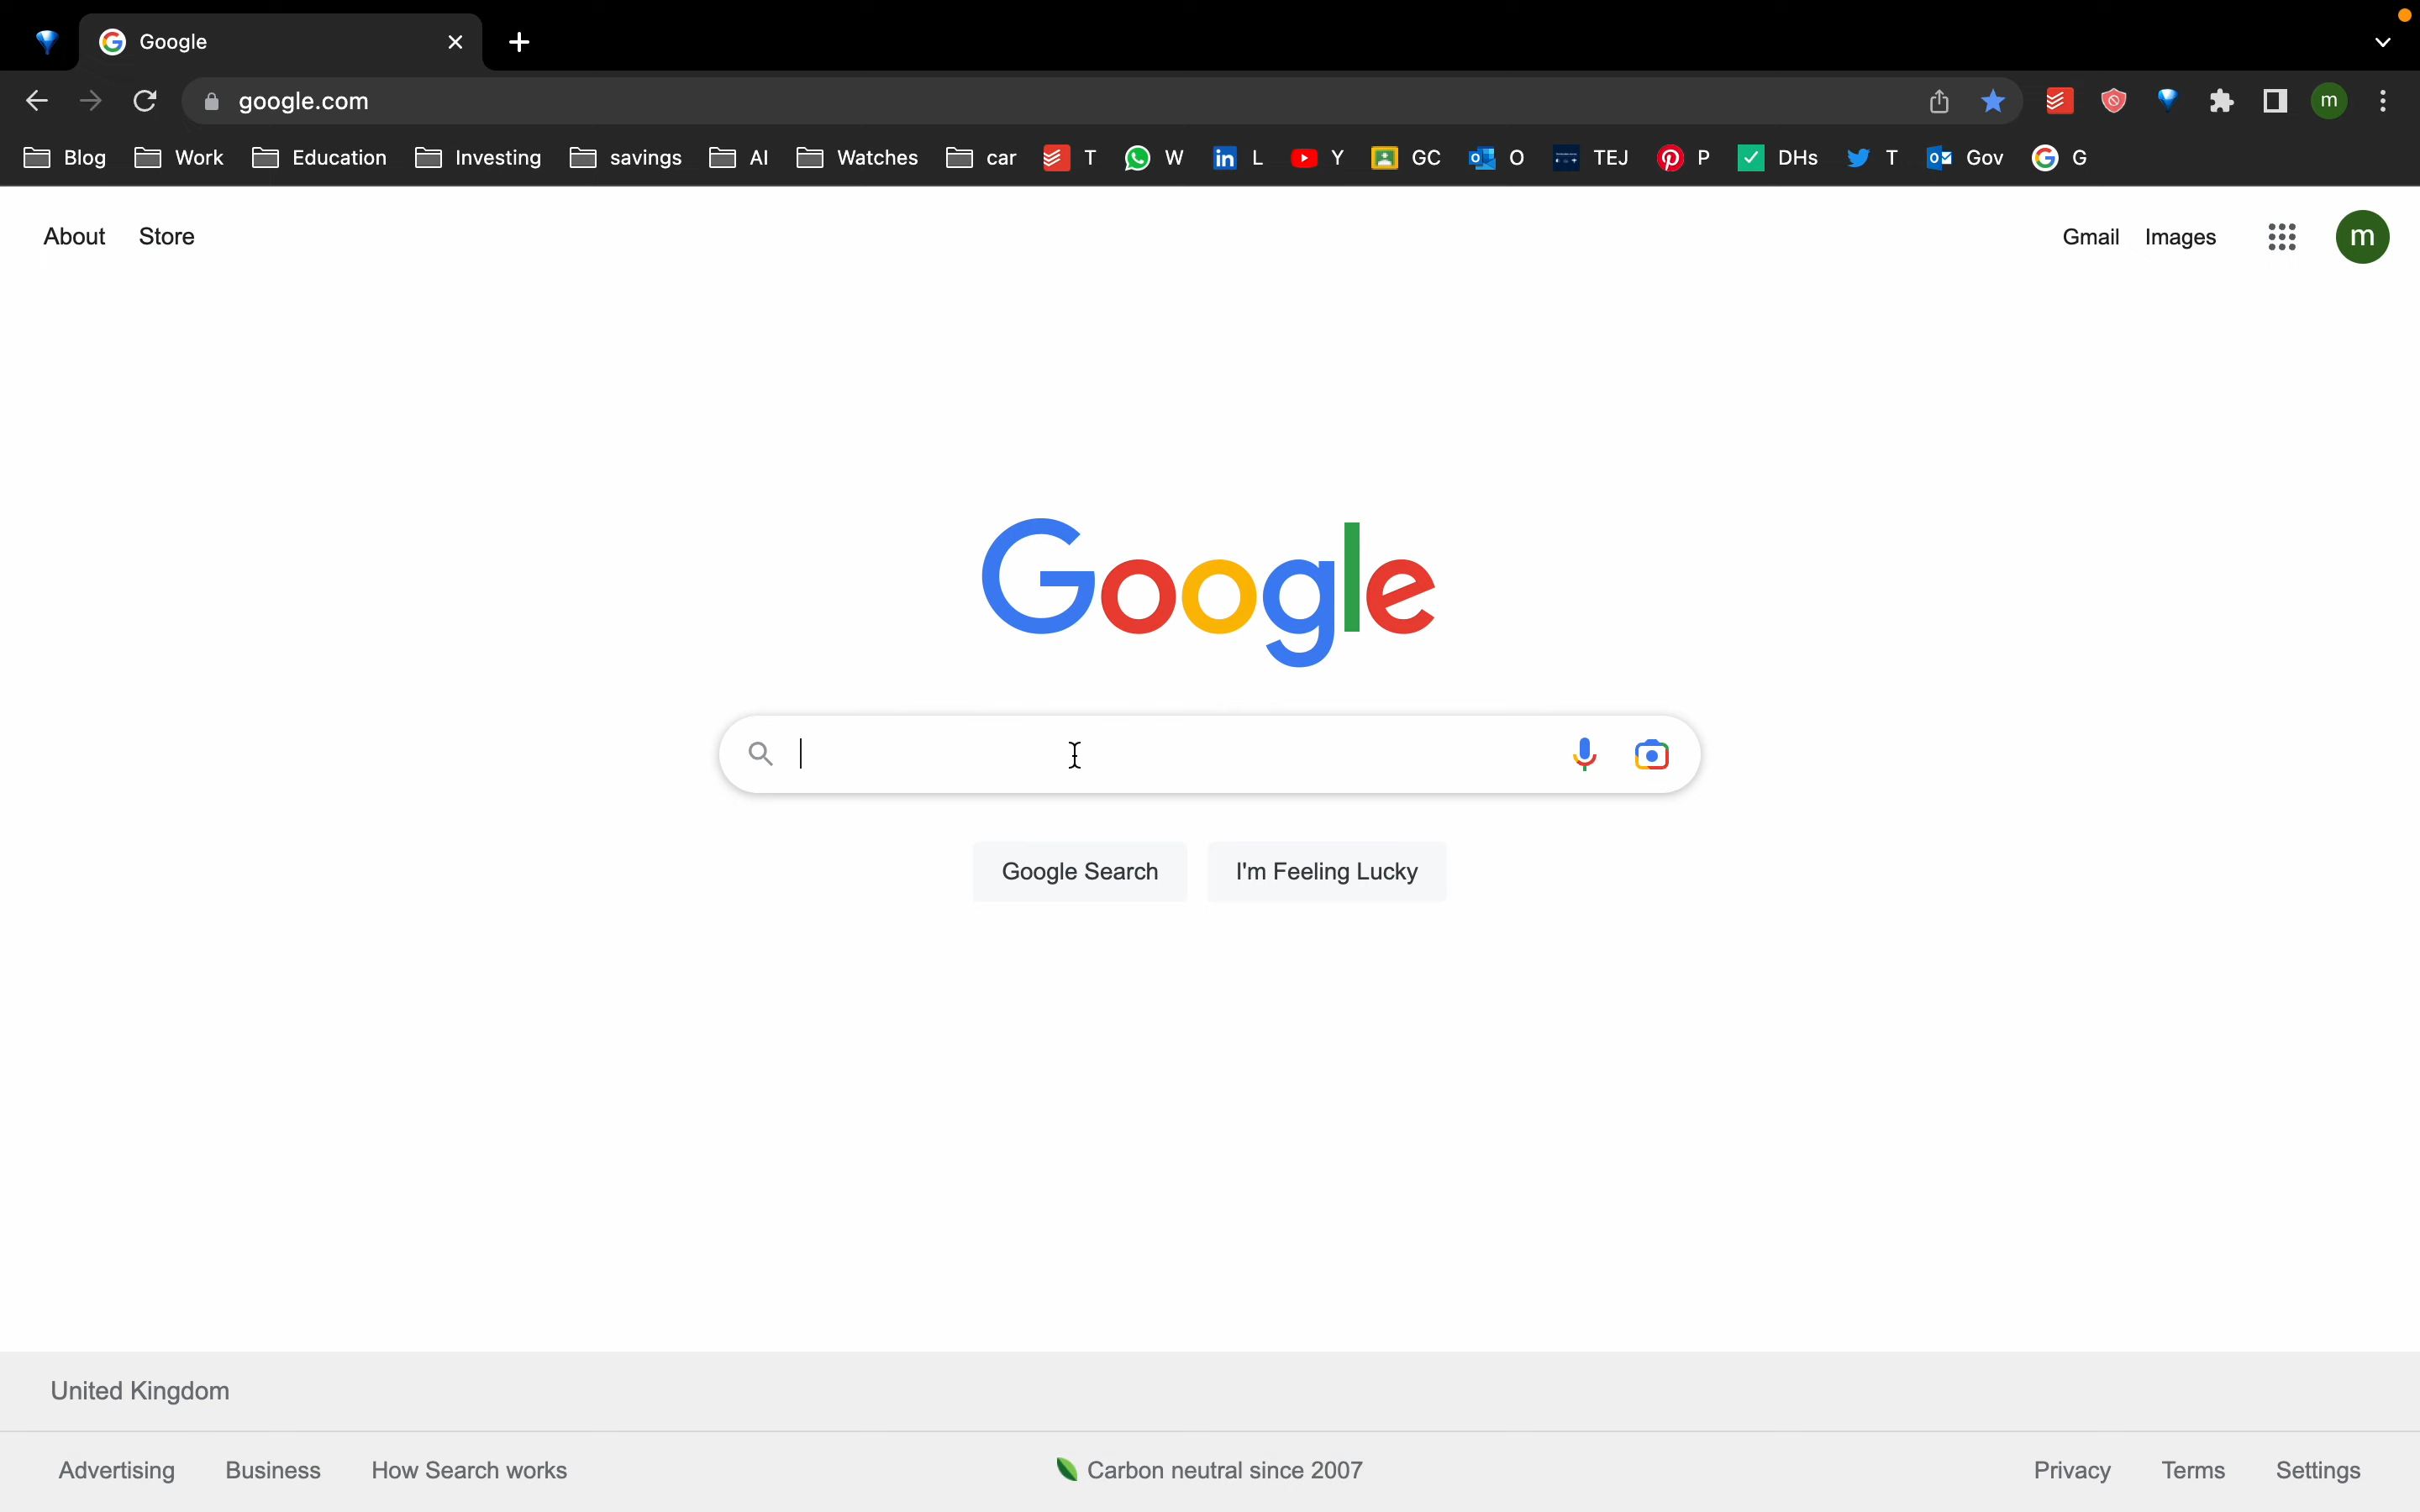 Google
google.com
m
Blog Work Education Investing savings AI Watches car T W L Y GC O TEJ P DHs T Gov G
About Store Gmail Images m
Google
Google Search I'm Feeling Lucky
United Kingdom
Advertising Business How Search works Carbon neutral since 2007 Privacy Terms Settings